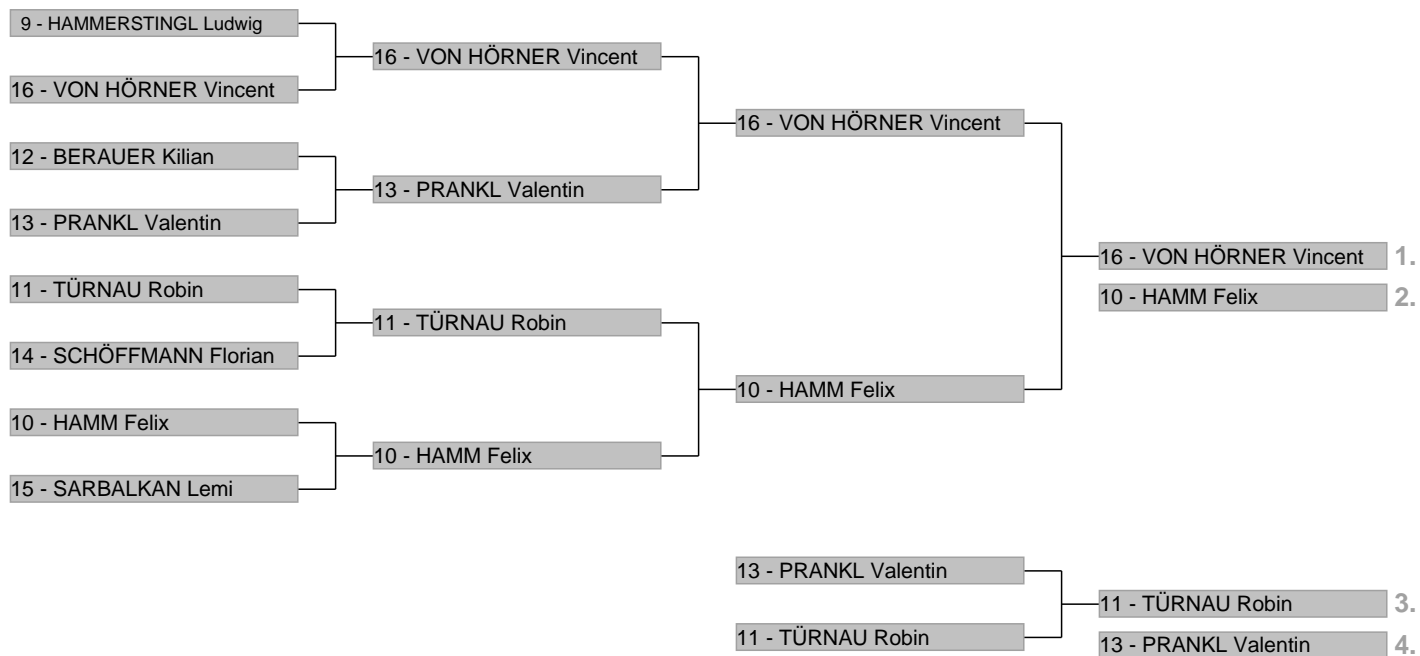 9 - HAMMERSTINGL Ludwig
16 - VON HÖRNER Vincent
16 - VON HÖRNER Vincent
16 - VON HÖRNER Vincent
12 - BERAUER Kilian
13 - PRANKL Valentin
13 - PRANKL Valentin
16 - VON HÖRNER Vincent 1.
11 - TÜRNAU Robin
10 - HAMM Felix 2.
11 - TÜRNAU Robin
14 - SCHÖFFMANN Florian
10 - HAMM Felix
10 - HAMM Felix
10 - HAMM Felix
15 - SARBALKAN Lemi
13 - PRANKL Valentin
11 - TÜRNAU Robin 3.
11 - TÜRNAU Robin
13 - PRANKL Valentin 4.